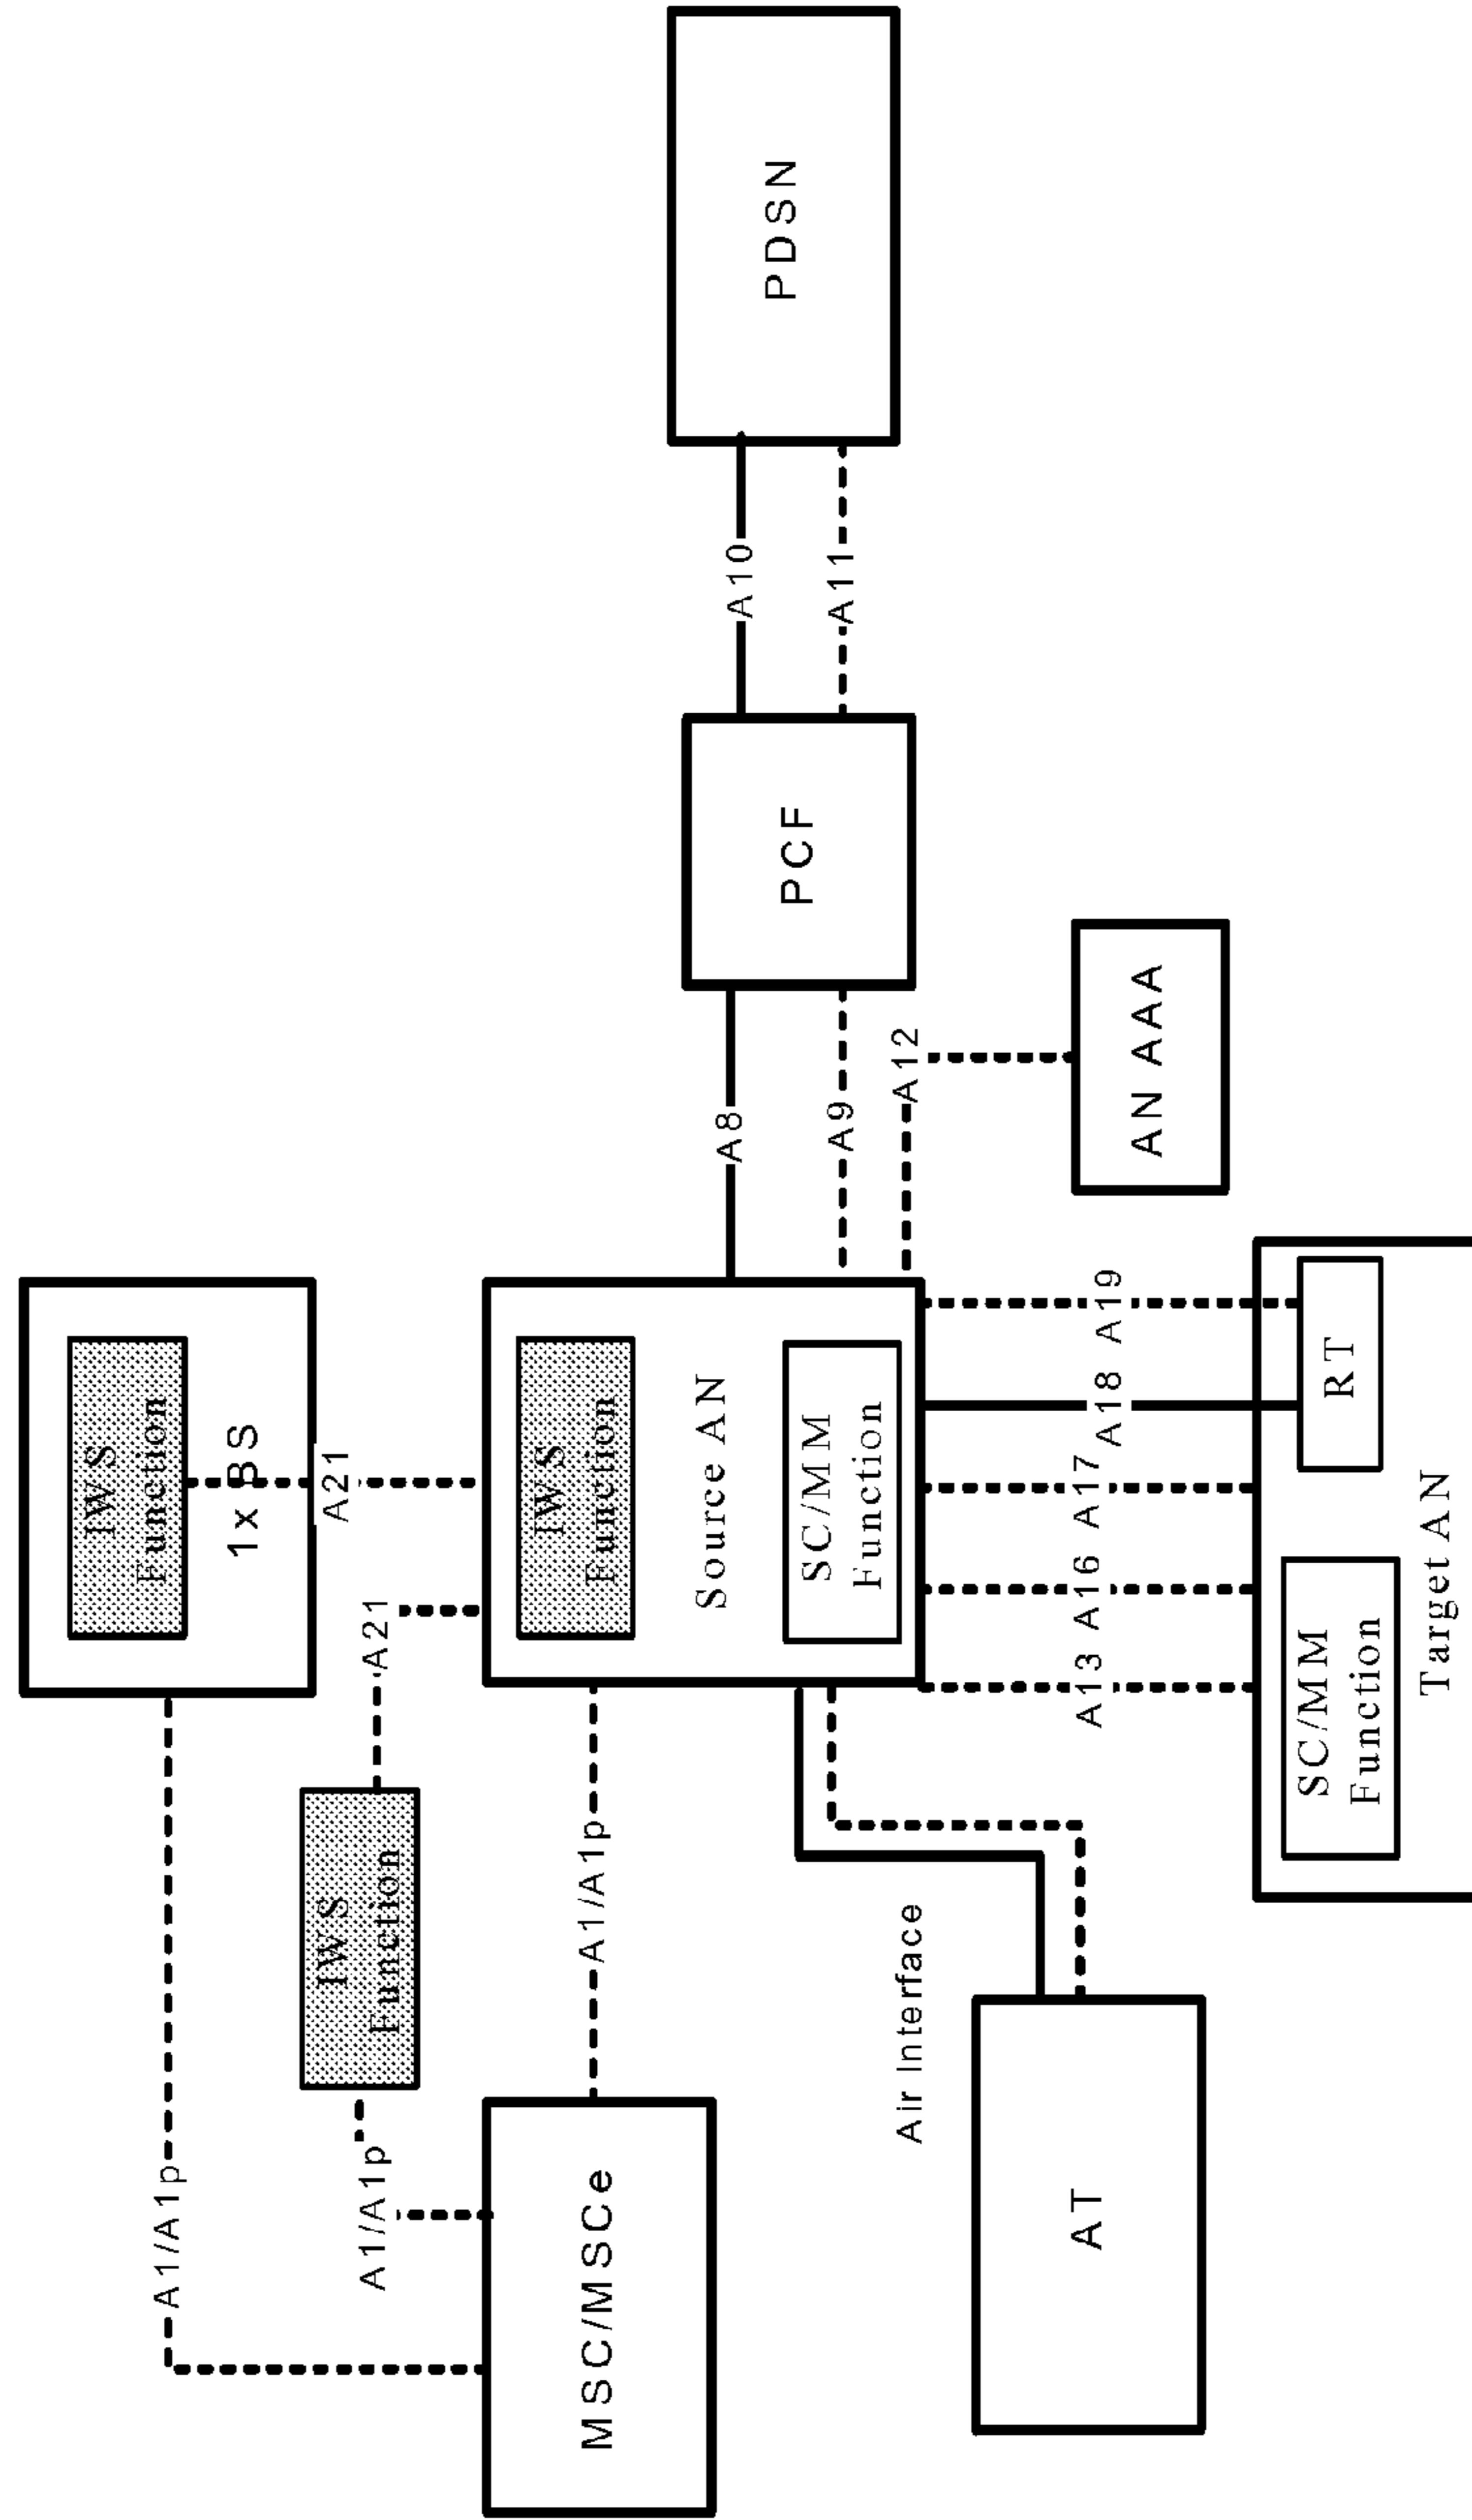 IWS
Function
1x BS
A21
A1/A1p
IWS
Function
A21
A1/A1p
MSC/MSCe
A1/A1p
IWS
Function
Source AN
SC/MM
Function
A8
A9
PCF
A10
A11
PDSN
A12
AN AAA
Air Interface
AT
A13
A16
A17
A18
A19
SC/MM
Function
RT
Target AN